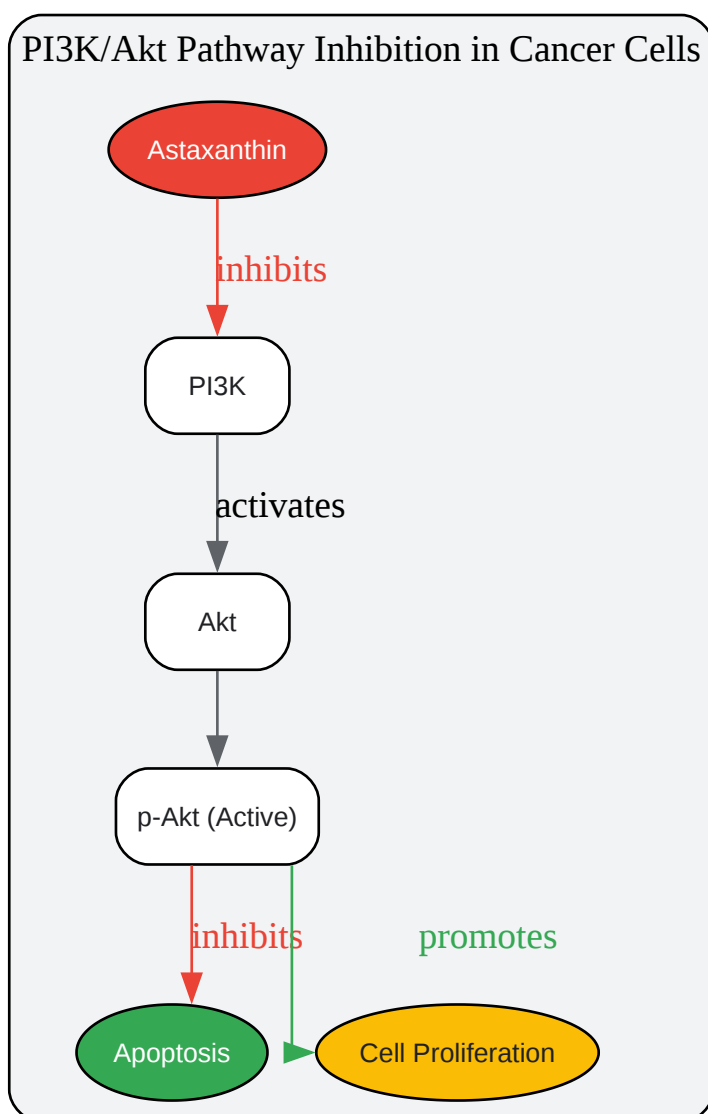 PI3K/Akt Pathway Inhibition in Cancer Cells
Astaxanthin
inhibits
PI3K
activates
Akt
p-Akt (Active)
inhibits
promotes
Apoptosis
Cell Proliferation